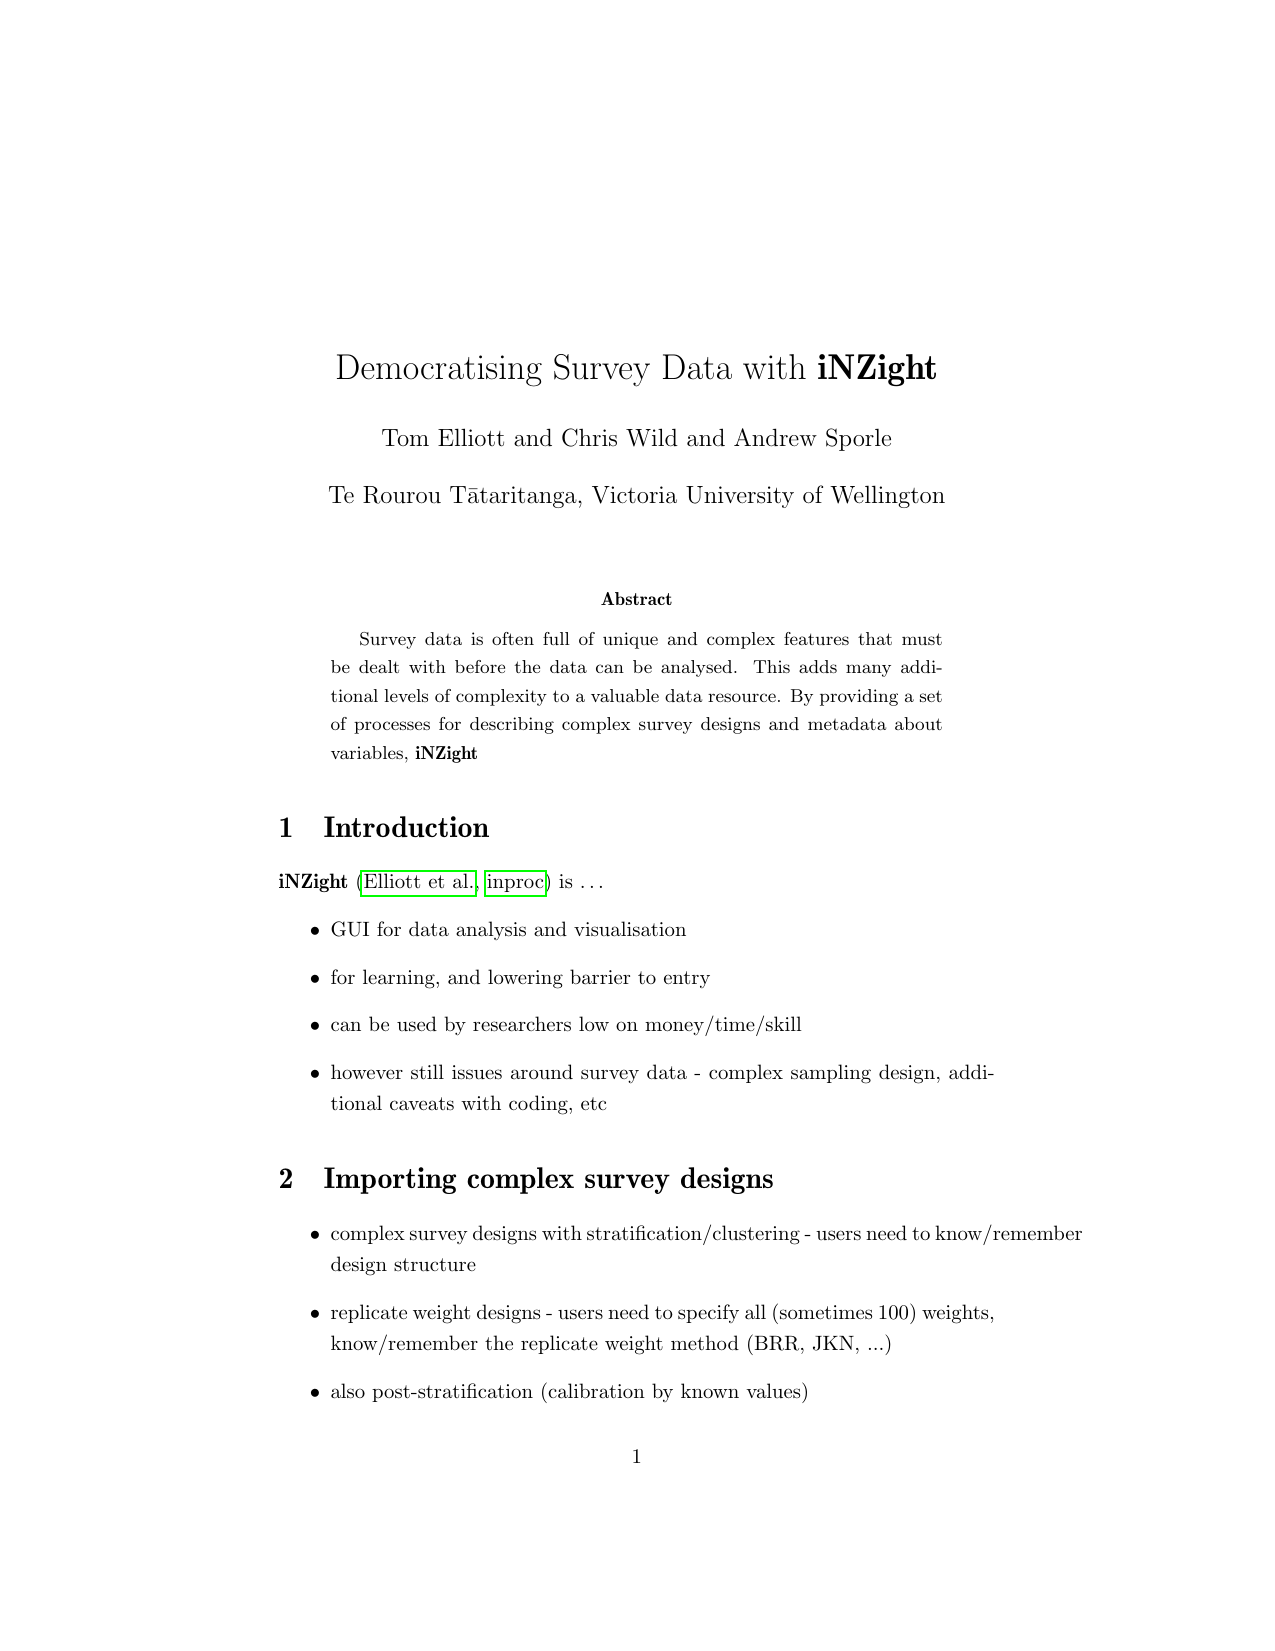 Democratising Survey Data with iNZight
Tom Elliott and Chris Wild and Andrew Sporle
Te Rourou Tātaritanga, Victoria University of Wellington
Abstract
Survey data is often full of unique and complex features that must
be dealt with before the data can be analysed. This adds many addi-
tional levels of complexity to a valuable data resource. By providing a set
of processes for describing complex survey designs and metadata about
variables, iNZight
1 Introduction
iNZight (Elliott et al., inproc) is ...
• GUI for data analysis and visualisation
• for learning, and lowering barrier to entry
• can be used by researchers low on money/time/skill
• however still issues around survey data - complex sampling design, addi-
tional caveats with coding, etc
2 Importing complex survey designs
• complex survey designs with stratification/clustering - users need to know/remember
design structure
• replicate weight designs - users need to specify all (sometimes 100) weights,
know/remember the replicate weight method (BRR, JKN, ...)
• also post-stratification (calibration by known values)
1